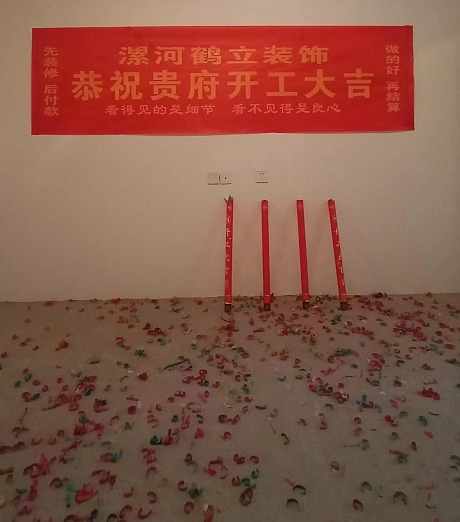 先装修 后付款
漯河鹤立装饰
恭祝贵府开工大吉
看得见的是细节 看不见得是良心
做的好 再结算